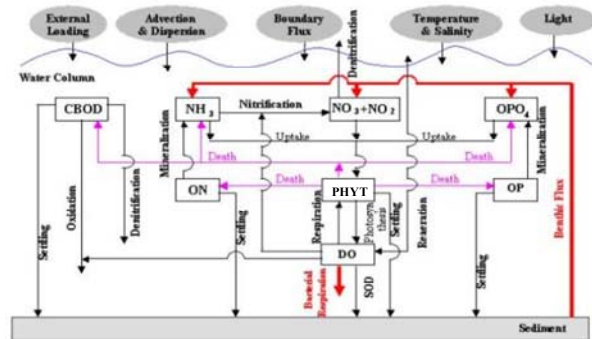 External
Loading
Advection
& Dispersion
Boundary
Flux
Temperature
& Salinity
Light
Water Column
Denitrification
CBOD
NH3
Nitrification
NO3+NO2
OPO4
Mineralization
Uptake
Uptake
Mineralization
Death
Death
ON
Death
PHYT
Death
OP
Settling
Oxidation
Denitrification
Settling
Respiration
Photosyn
thesis
Settling
Reaeration
Settling
Benthic Flux
DO
Bacterial
Respiration
SOD
Sediment